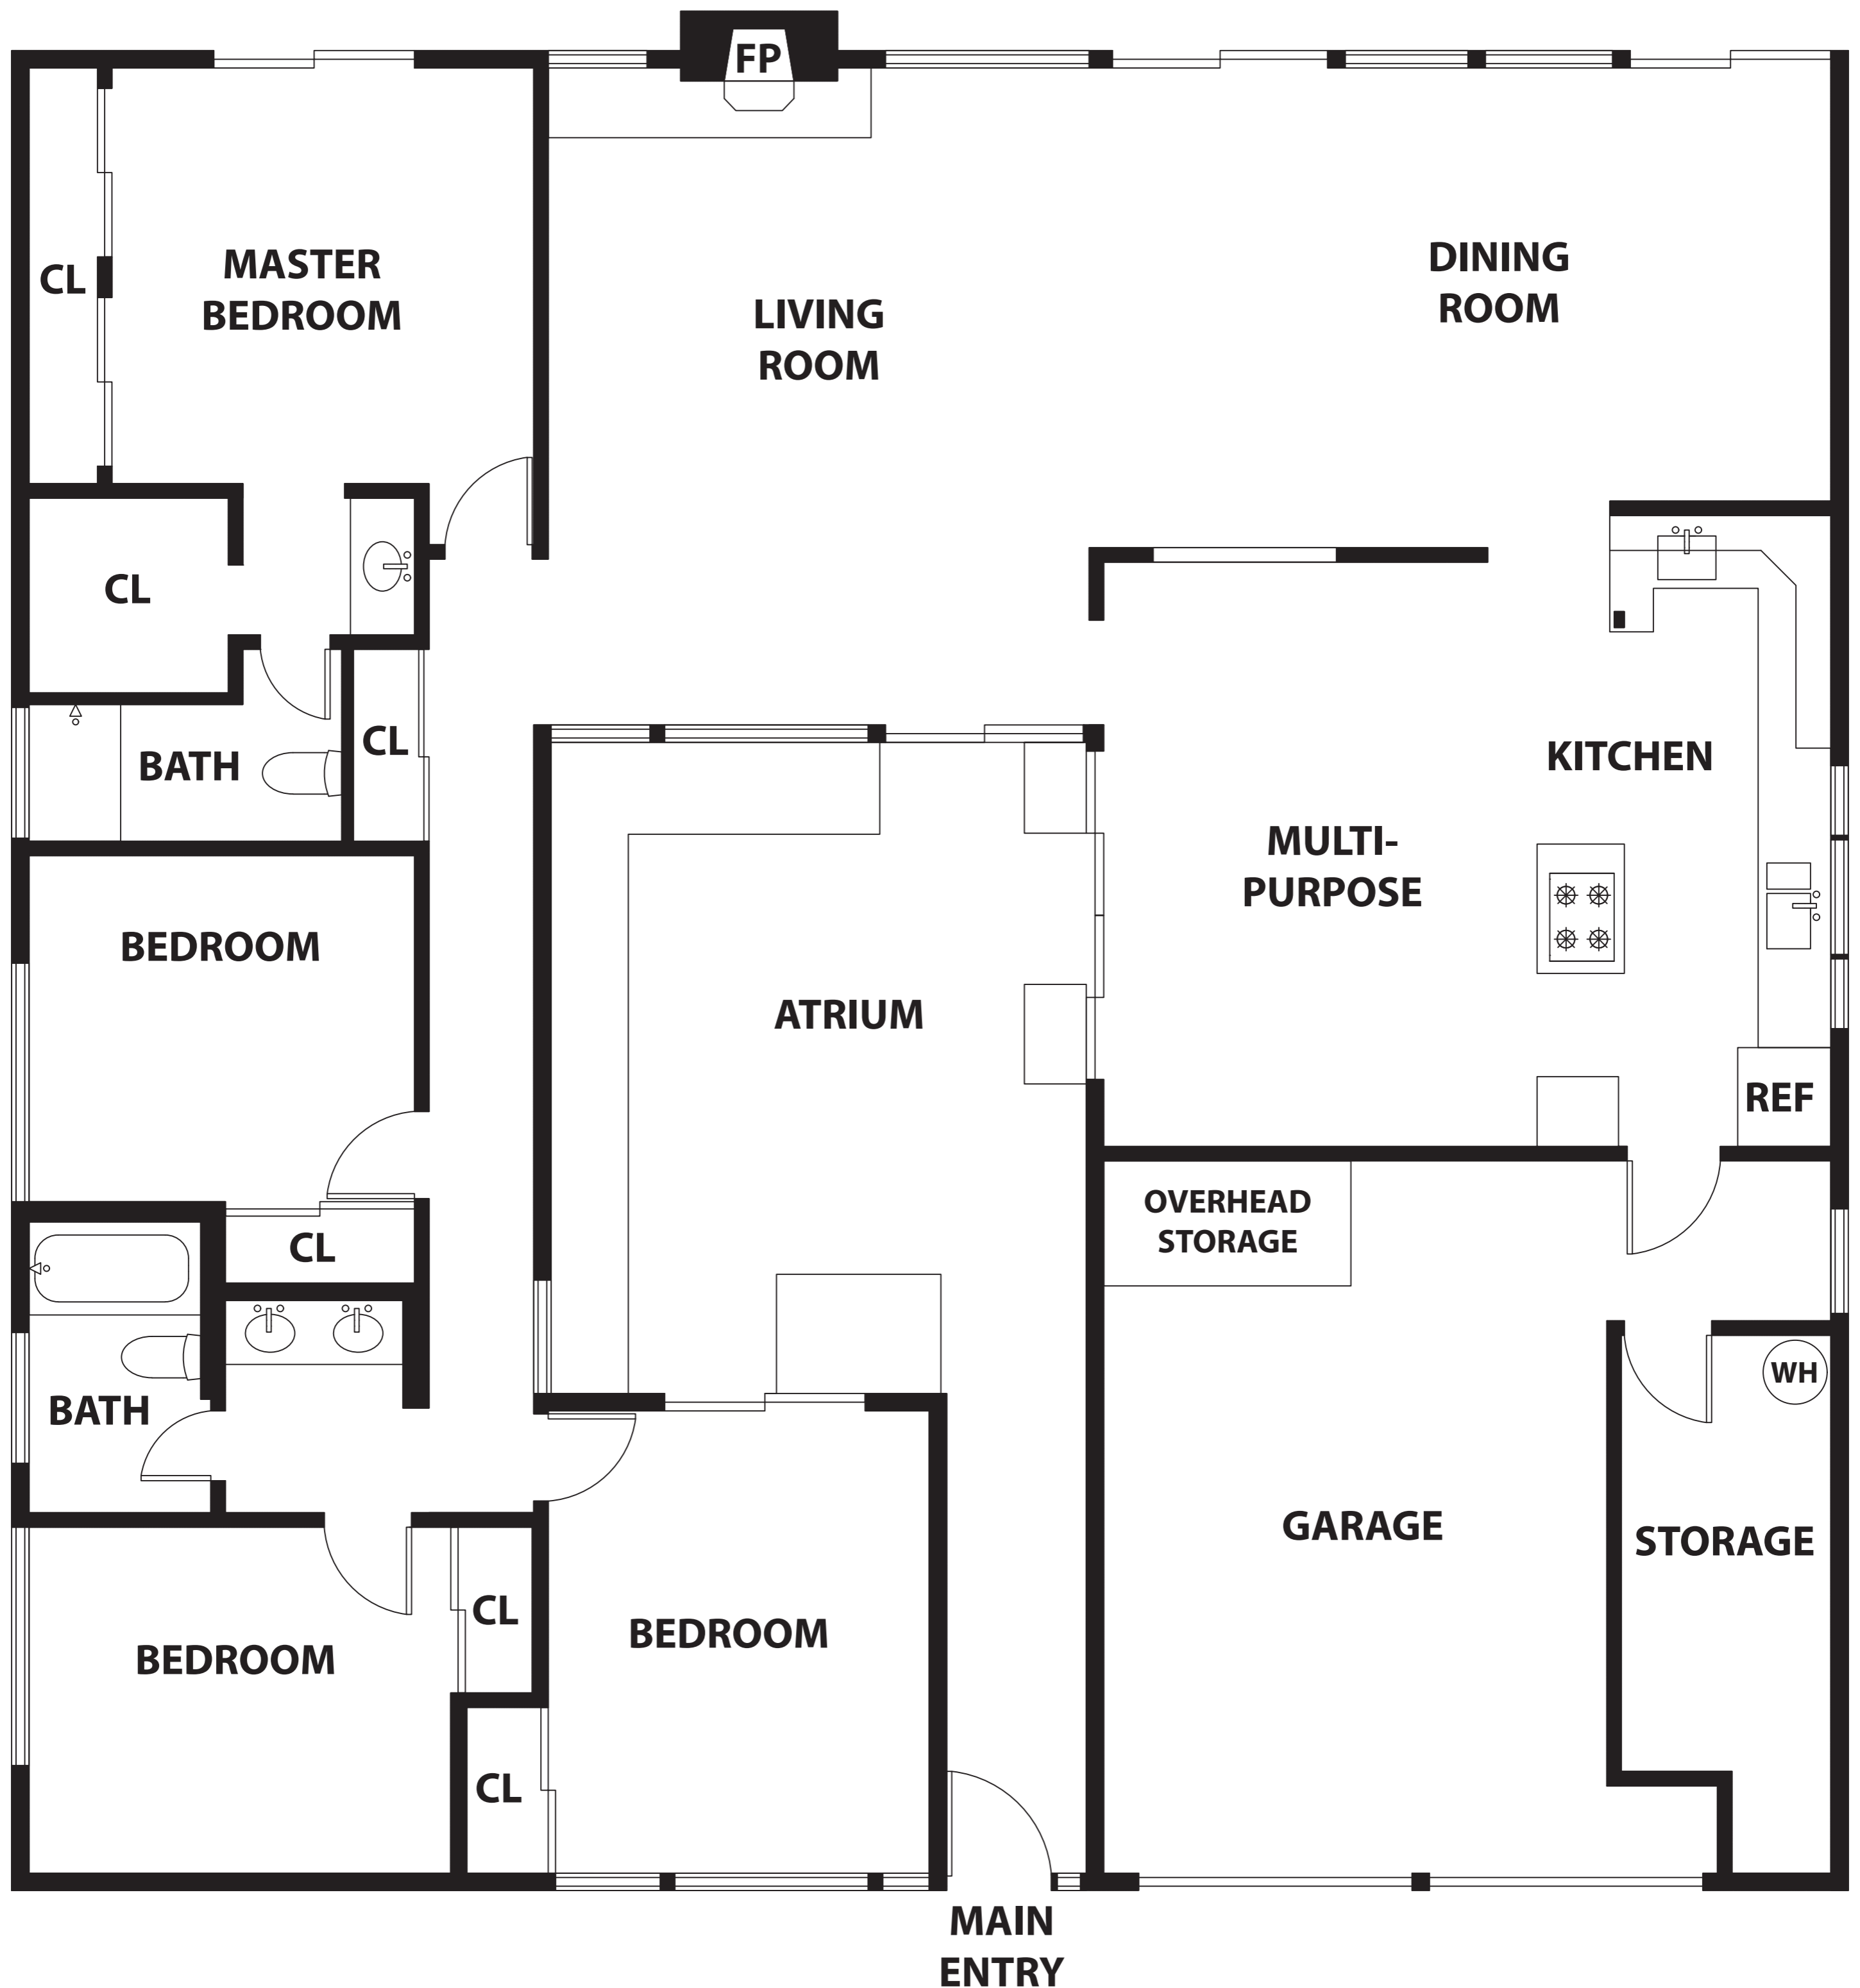 FP
CL
MASTER
BEDROOM
LIVING
ROOM
DINING
ROOM
CL
BATH
CL
KITCHEN
MULTI-
PURPOSE
BEDROOM
ATRIUM
REF
OVERHEAD
STORAGE
CL
WH
BATH
GARAGE
STORAGE
CL
BEDROOM
BEDROOM
CL
MAIN
ENTRY